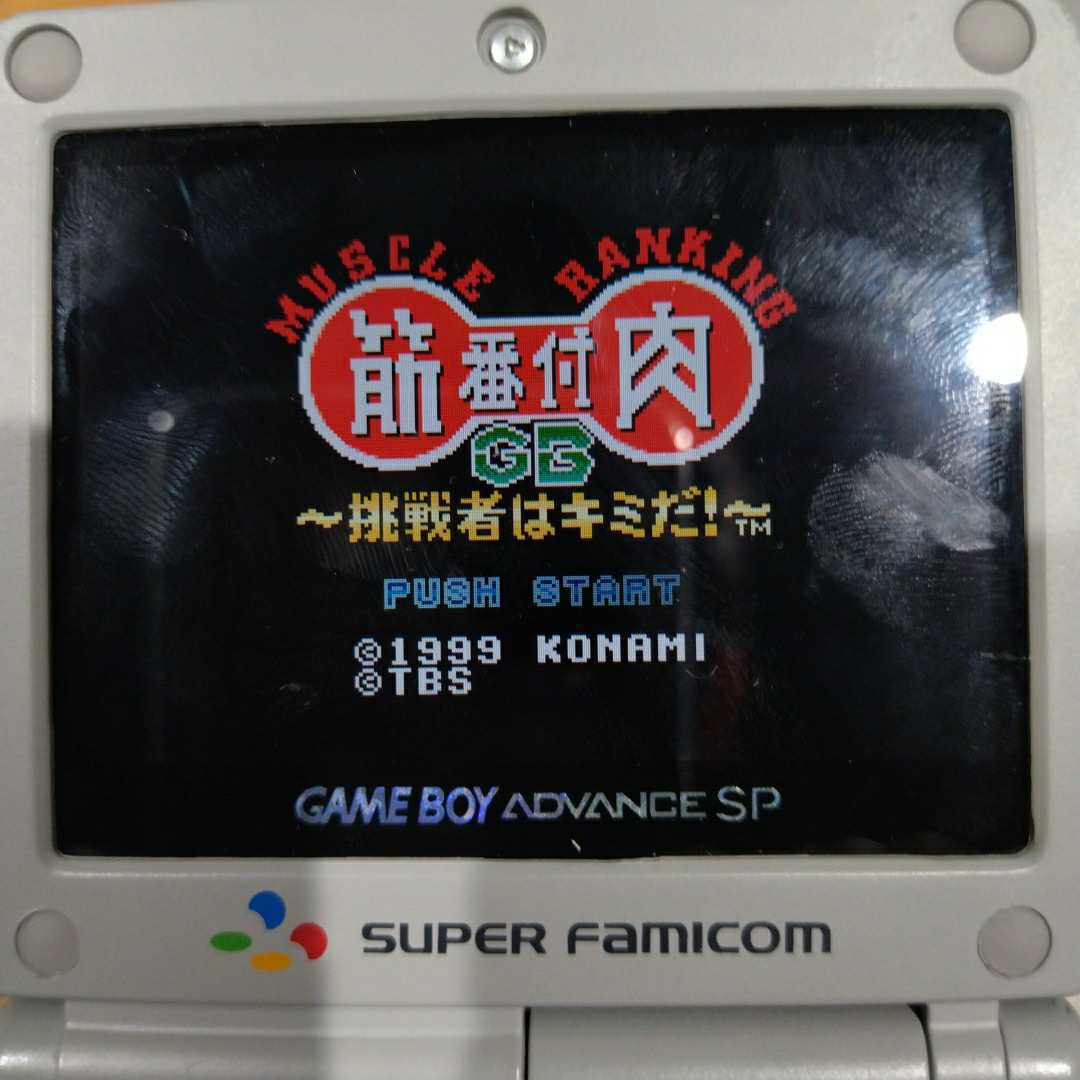 MUSCLE RANKING
筋番付肉
GB
～挑戦者はキミだ!～TM
PUSH START
©1999 KONAMI
©TBS
GAME BOY ADVANCE SP
SUPER FAMICOM